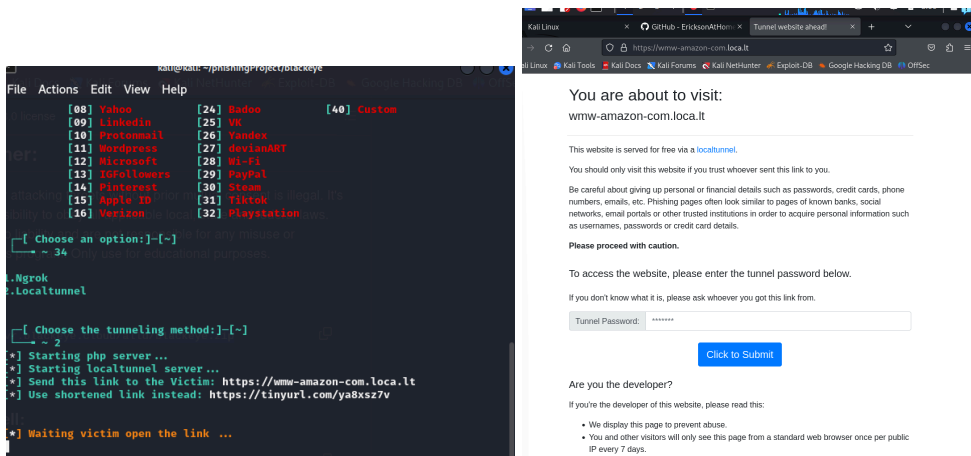 kali@kali: ~/phishingProject/blackeye
File Actions Edit View Help
[08] Yahoo [24] Badoo [40] Custom
[09] Linkedin [25] VK
[10] Protonmail [26] Yandex
[11] Wordpress [27] devianART
[12] Microsoft [28] Wi-Fi
[13] IGFollowers [29] PayPal
[14] Pinterest [30] Steam
[15] Apple ID [31] Tiktok
[16] Verizon [32] Playstation
[ Choose an option:]-[~]
~ 34
1.Ngrok
2.Localtunnel
[ Choose the tunneling method:]-[~]
~ 2
[*] Starting php server ...
[*] Starting localtunnel server ...
[*] Send this link to the Victim: https://wmw-amazon-com.loca.lt
[*] Use shortened link instead: https://tinyurl.com/ya8xsz7v
[*] Waiting victim open the link ...
Kali Linux × GitHub - EricksonAtHome × Tunnel website ahead! × +
https://wmw-amazon-com.loca.lt
ali Linux Kali Tools Kali Docs Kali Forums Kali NetHunter Exploit-DB Google Hacking DB OffSec
You are about to visit:
wmw-amazon-com.loca.lt
This website is served for free via a localtunnel.
You should only visit this website if you trust whoever sent this link to you.
Be careful about giving up personal or financial details such as passwords, credit cards, phone
numbers, emails, etc. Phishing pages often look similar to pages of known banks, social
networks, email portals or other trusted institutions in order to acquire personal information such
as usernames, passwords or credit card details.
Please proceed with caution.
To access the website, please enter the tunnel password below.
If you don't know what it is, please ask whoever you got this link from.
Tunnel Password: *******
Click to Submit
Are you the developer?
If you're the developer of this website, please read this:
• We display this page to prevent abuse.
• You and other visitors will only see this page from a standard web browser once per public
IP every 7 days.